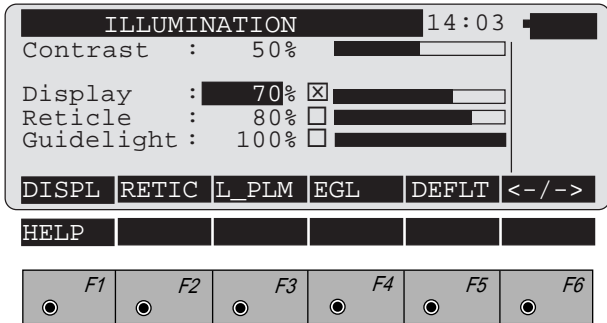 ILLUMINATION 14:03
Contrast : 50%
Display : 70%
Reticle : 80%
Guidelight : 100%
DISPL RETIC L_PLM EGL DEFLT <-/->
HELP
F1 F2 F3 F4 F5 F6